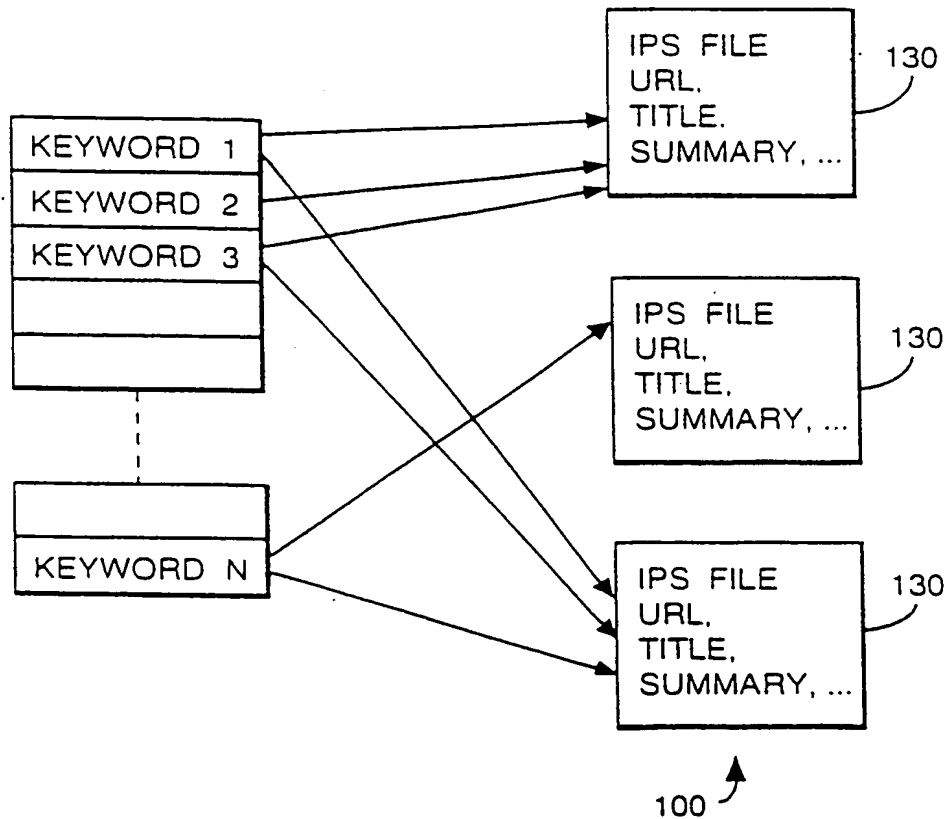 KEYWORD 1
KEYWORD 2
KEYWORD 3
KEYWORD N
IPS FILE
URL,
TITLE.
SUMMARY, ...
130
IPS FILE
URL,
TITLE,
SUMMARY, ...
130
IPS FILE
URL,
TITLE,
SUMMARY, ...
130
100